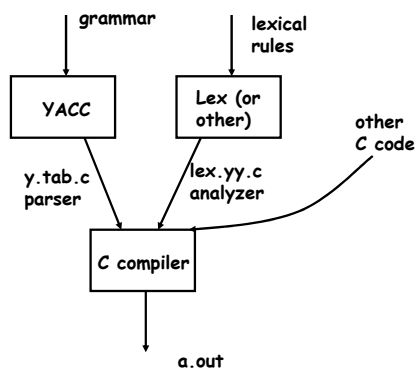 grammar
lexical
rules
YACC
Lex (or
other)
other
C code
y.tab.c
parser
lex.yy.c
analyzer
C compiler
a.out